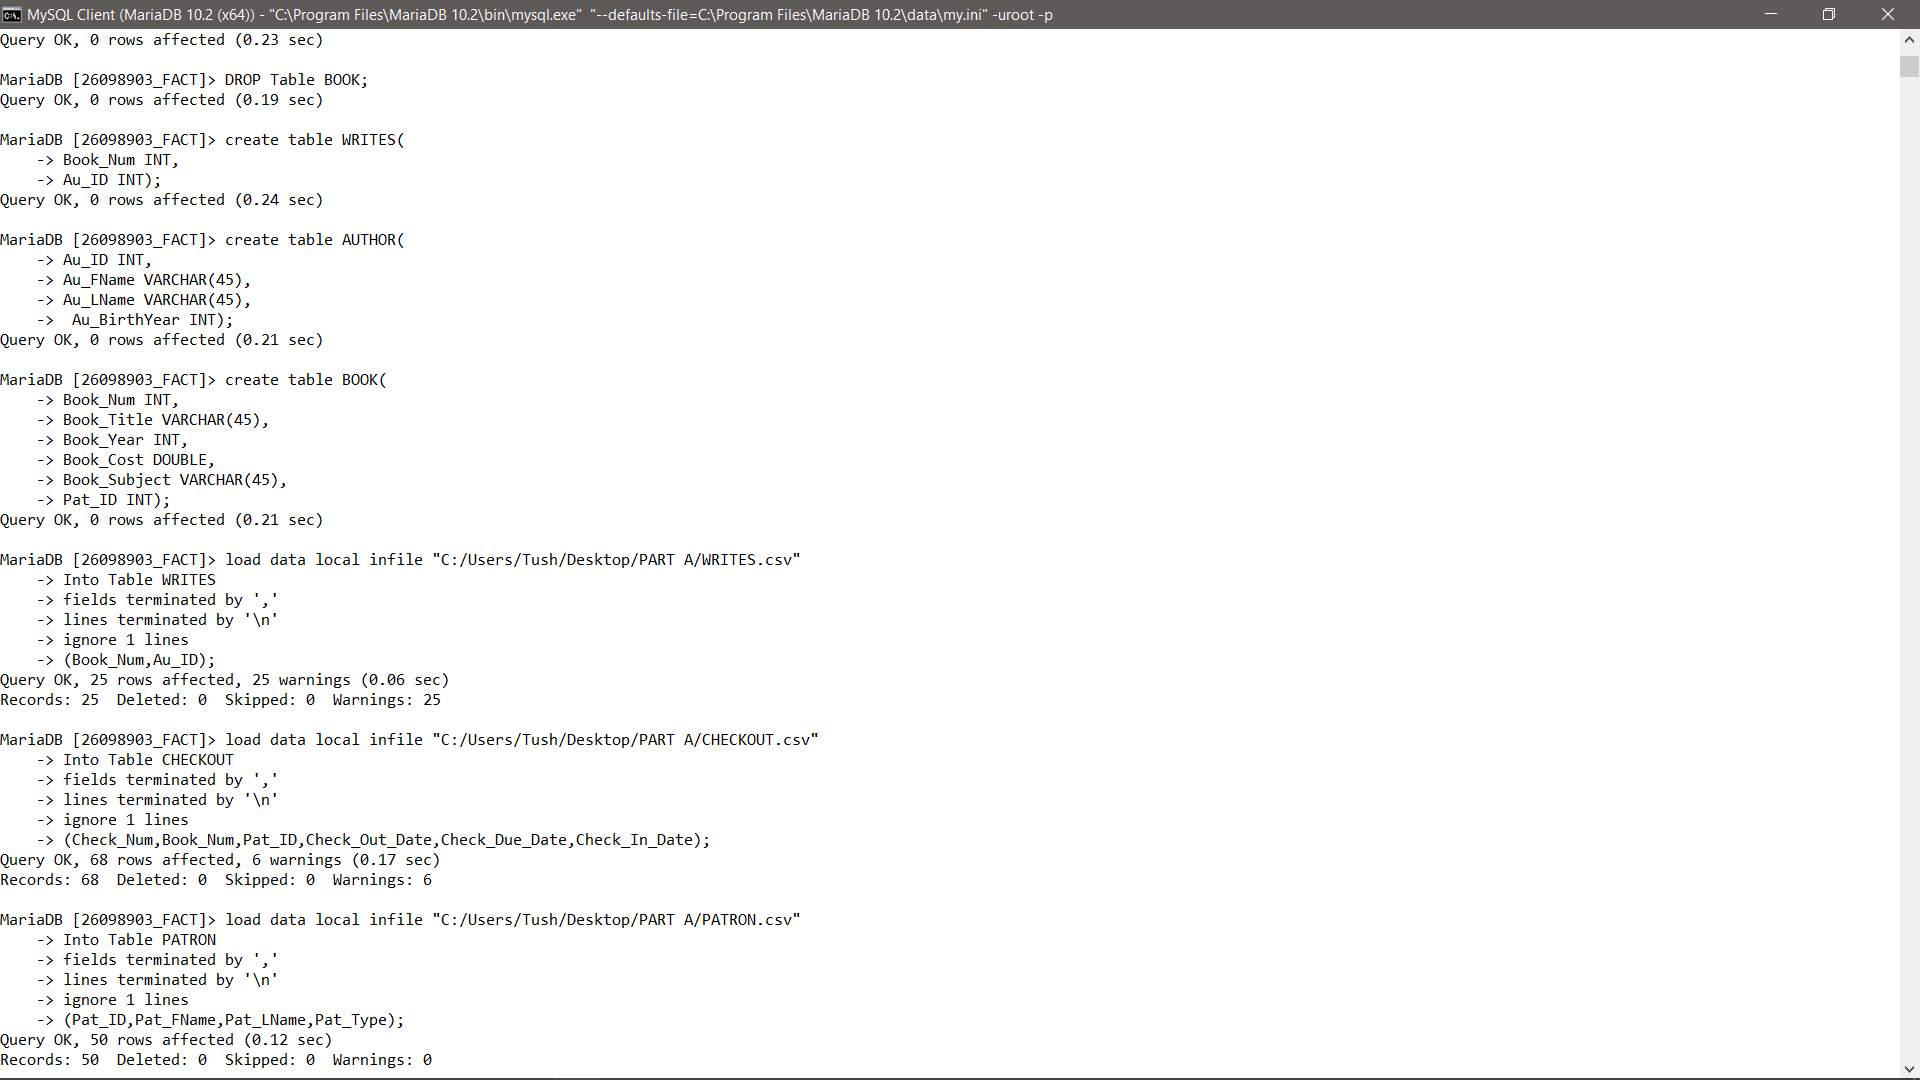 MySQL Client (MariaDB 10.2 (x64)) - "C:\Program Files\MariaDB 10.2\bin\mysql.exe"  "--defaults-file=C:\Program Files\MariaDB 10.2\data\my.ini" -uroot -p
Query OK, 0 rows affected (0.23 sec)
MariaDB [26098903_FACT]> DROP Table BOOK;
Query OK, 0 rows affected (0.19 sec)
MariaDB [26098903_FACT]> create table WRITES(
    -> Book_Num INT,
    -> Au_ID INT);
Query OK, 0 rows affected (0.24 sec)
MariaDB [26098903_FACT]> create table AUTHOR(
    -> Au_ID INT,
    -> Au_FName VARCHAR(45),
    -> Au_LName VARCHAR(45),
    ->  Au_BirthYear INT);
Query OK, 0 rows affected (0.21 sec)
MariaDB [26098903_FACT]> create table BOOK(
    -> Book_Num INT,
    -> Book_Title VARCHAR(45),
    -> Book_Year INT,
    -> Book_Cost DOUBLE,
    -> Book_Subject VARCHAR(45),
    -> Pat_ID INT);
Query OK, 0 rows affected (0.21 sec)
MariaDB [26098903_FACT]> load data local infile "C:/Users/Tush/Desktop/PART A/WRITES.csv"
    -> Into Table WRITES
    -> fields terminated by ','
    -> lines terminated by '\n'
    -> ignore 1 lines
    -> (Book_Num,Au_ID);
Query OK, 25 rows affected, 25 warnings (0.06 sec)
Records: 25  Deleted: 0  Skipped: 0  Warnings: 25
MariaDB [26098903_FACT]> load data local infile "C:/Users/Tush/Desktop/PART A/CHECKOUT.csv"
    -> Into Table CHECKOUT
    -> fields terminated by ','
    -> lines terminated by '\n'
    -> ignore 1 lines
    -> (Check_Num,Book_Num,Pat_ID,Check_Out_Date,Check_Due_Date,Check_In_Date);
Query OK, 68 rows affected, 6 warnings (0.17 sec)
Records: 68  Deleted: 0  Skipped: 0  Warnings: 6
MariaDB [26098903_FACT]> load data local infile "C:/Users/Tush/Desktop/PART A/PATRON.csv"
    -> Into Table PATRON
    -> fields terminated by ','
    -> lines terminated by '\n'
    -> ignore 1 lines
    -> (Pat_ID,Pat_FName,Pat_LName,Pat_Type);
Query OK, 50 rows affected (0.12 sec)
Records: 50  Deleted: 0  Skipped: 0  Warnings: 0